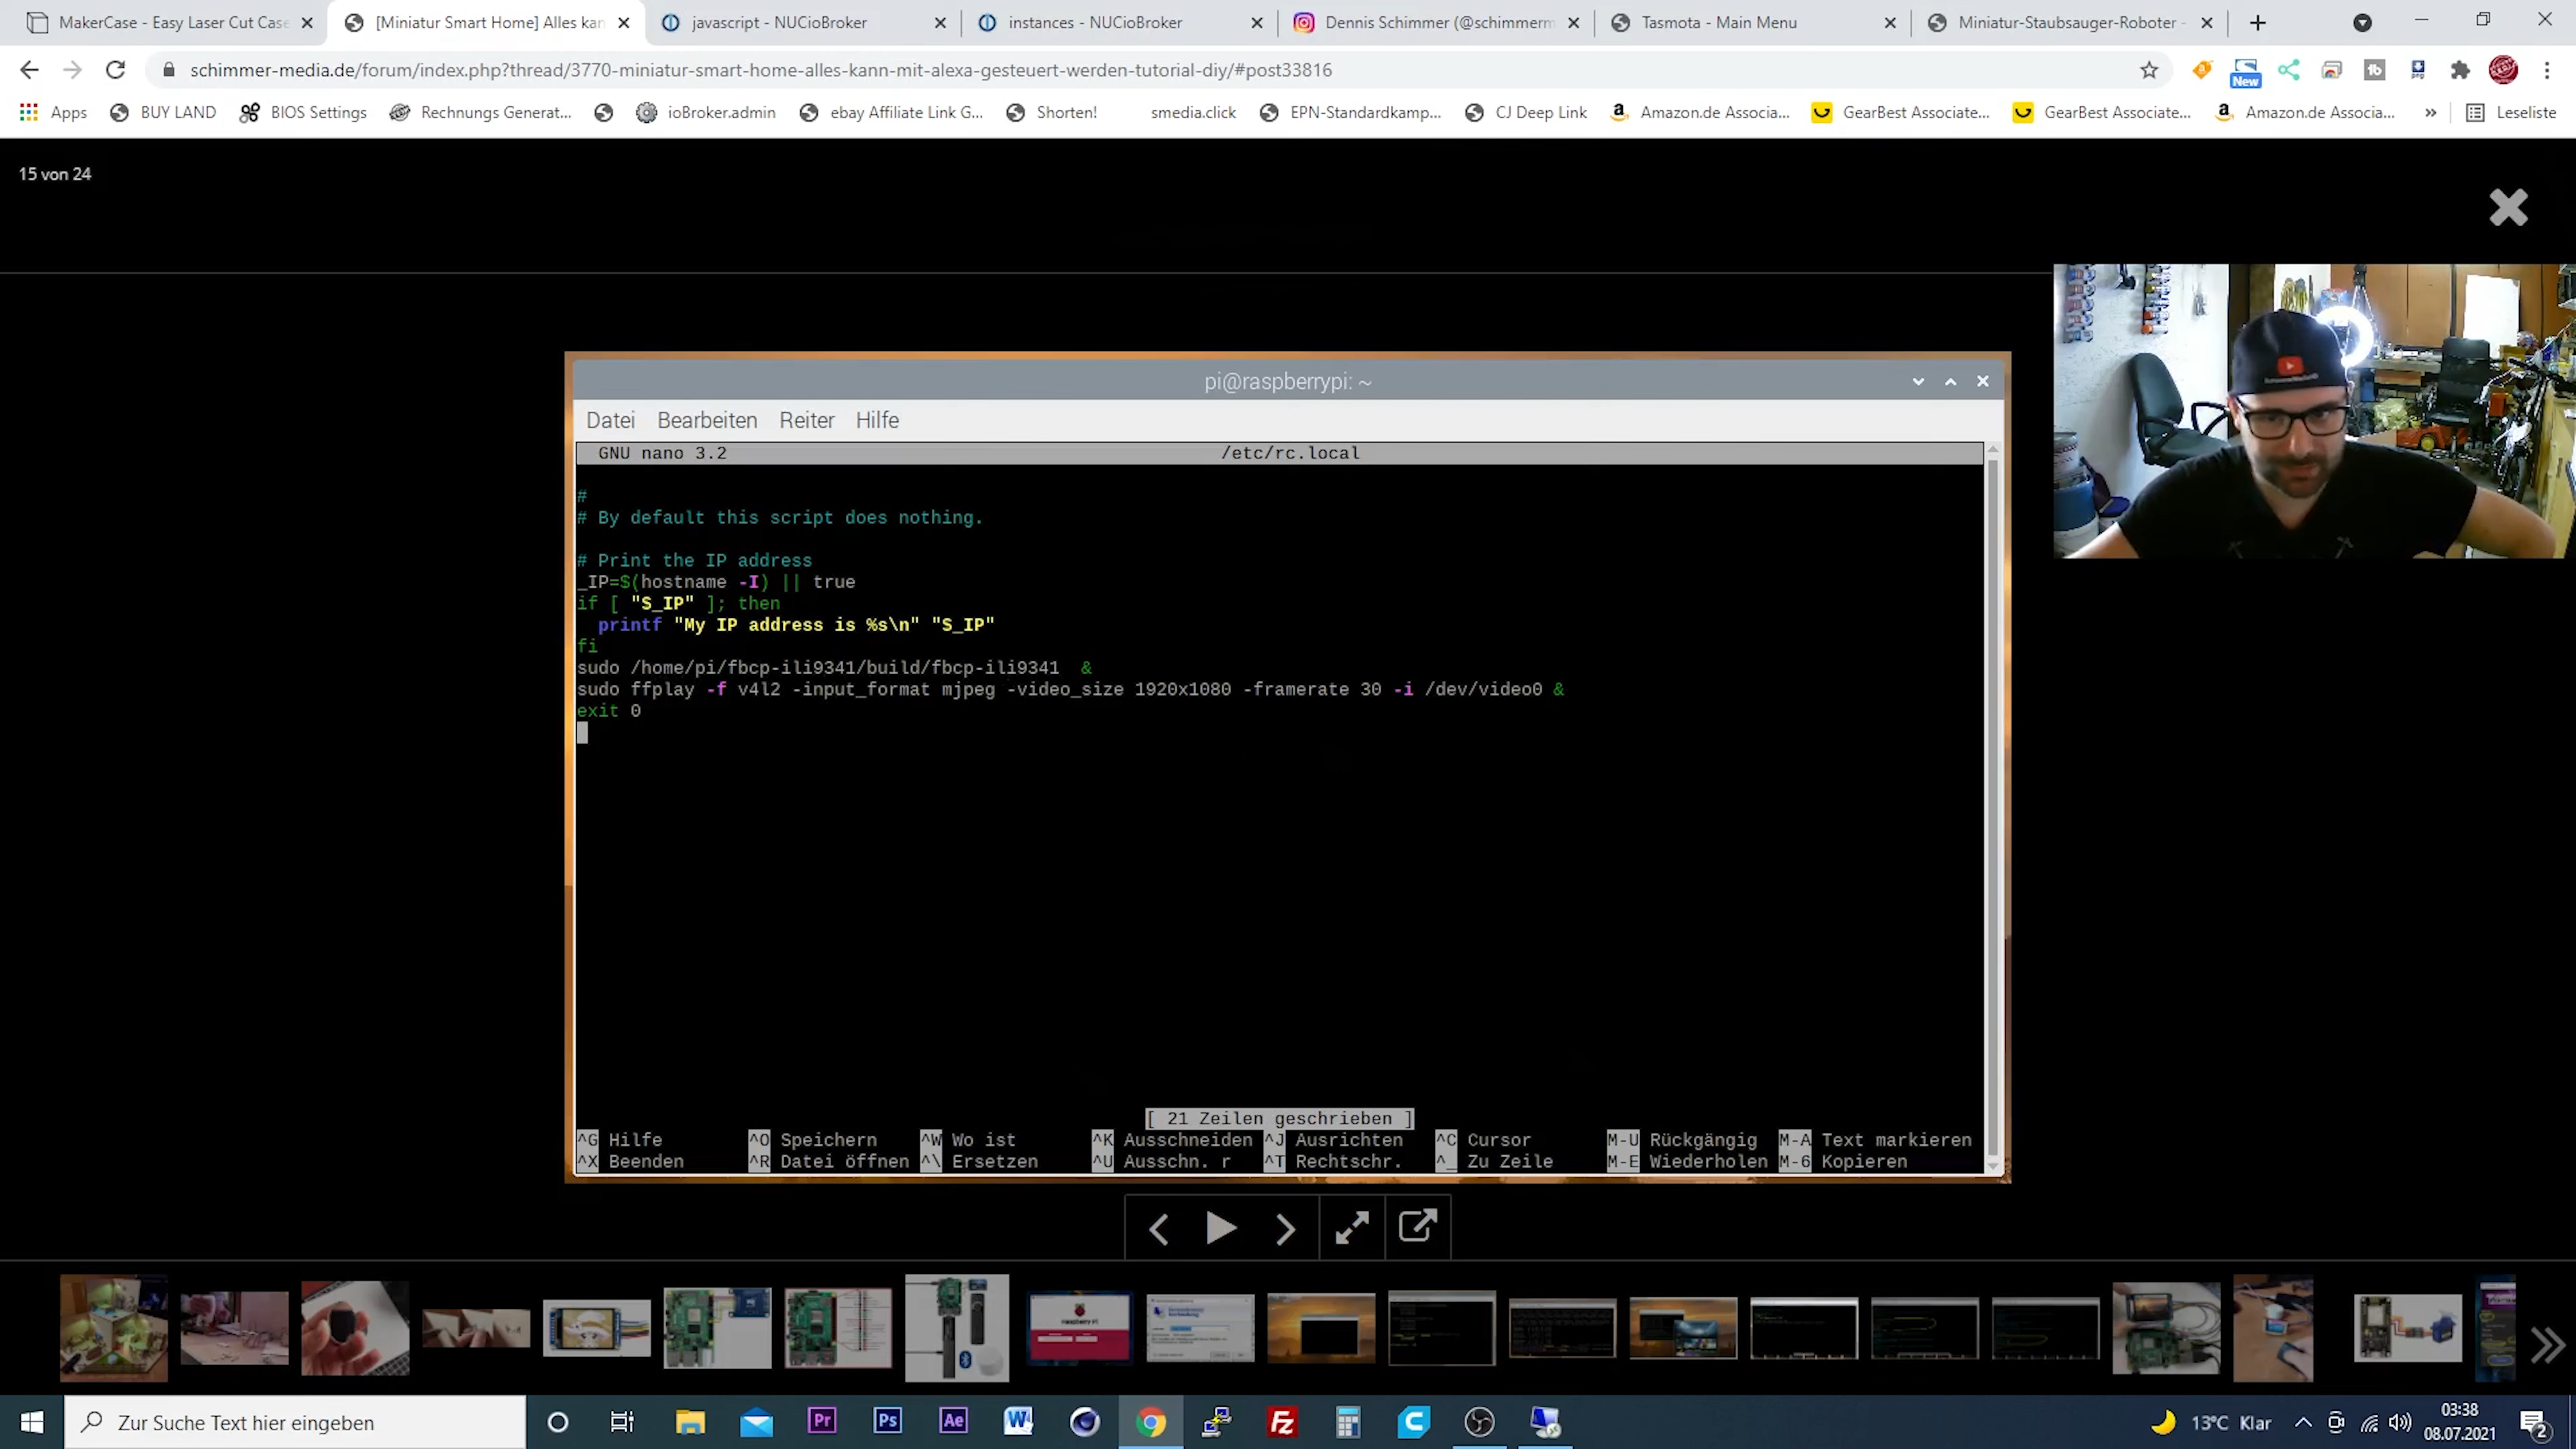 MakerCase - Easy Laser Cut Case
[Miniatur Smart Home] Alles kan
javascript - NUCioBroker
instances - NUCioBroker
Dennis Schimmer (@schimmerm
Tasmota - Main Menu
Miniatur-Staubsauger-Roboter -
schimmer-media.de/forum/index.php?thread/3770-miniatur-smart-home-alles-kann-mit-alexa-gesteuert-werden-tutorial-diy/#post33816
New
Apps
BUY LAND
BIOS Settings
Rechnungs Generat...
ioBroker.admin
ebay Affiliate Link G...
Shorten!
smedia.click
EPN-Standardkamp...
CJ Deep Link
Amazon.de Associa...
GearBest Associate...
GearBest Associate...
Amazon.de Associa...
»
Leseliste
15 von 24
pi@raspberrypi: ~
Datei Bearbeiten Reiter Hilfe
GNU nano 3.2 /etc/rc.local
#
# By default this script does nothing.
# Print the IP address
_IP=$(hostname -I) || true
if [ "S_IP" ]; then
printf "My IP address is %s\n" "S_IP"
fi
sudo /home/pi/fbcp-ili9341/build/fbcp-ili9341 &
sudo ffplay -f v4l2 -input_format mjpeg -video_size 1920x1080 -framerate 30 -i /dev/video0 &
exit 0
[ 21 Zeilen geschrieben ]
^G Hilfe ^O Speichern ^W Wo ist ^K Ausschneiden ^J Ausrichten ^C Cursor M-U Rückgängig M-A Text markieren
^X Beenden ^R Datei öffnen ^\ Ersetzen ^U Ausschn. r ^T Rechtschr. ^_ Zu Zeile M-E Wiederholen M-6 Kopieren
Zur Suche Text hier eingeben
Pr
Ps
Ae
W
Fz
13°C Klar
03:38
08.07.2021
2